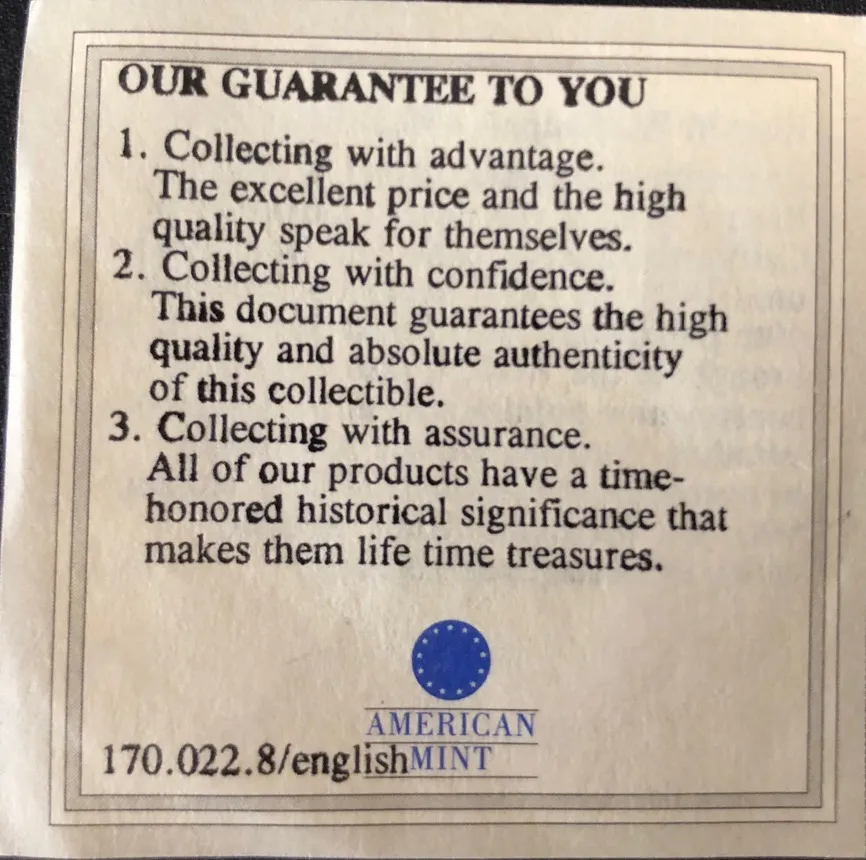 OUR GUARANTEE TO YOU
1. Collecting with advantage.
The excellent price and the high
quality speak for themselves.
2. Collecting with confidence.
This document guarantees the high
quality and absolute authenticity
of this collectible.
3. Collecting with assurance.
All of our products have a time-
honored historical significance that
makes them life time treasures.
AMERICAN
170.022.8/english MINT